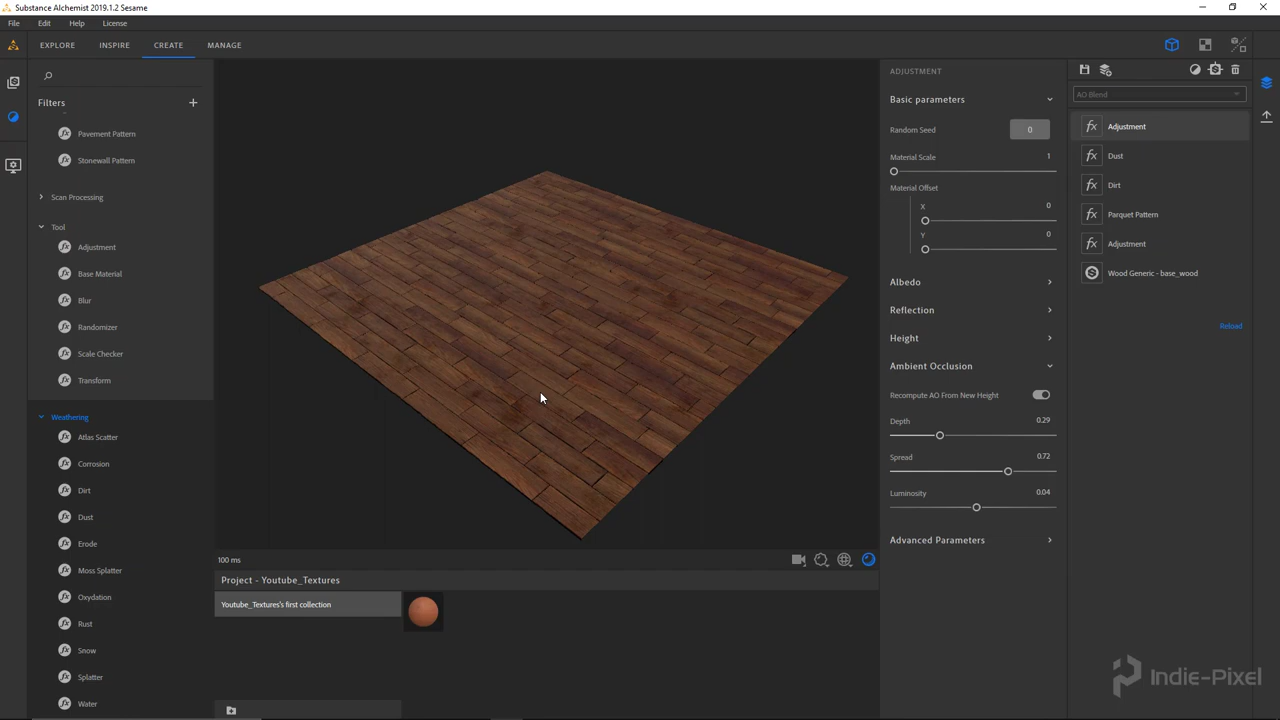 Substance Alchemist 2019.1.2 Sesame
File Edit Help License
EXPLORE INSPIRE CREATE MANAGE
Filters
Pavement Pattern
Stonewall Pattern
Scan Processing
Tool
Adjustment
Base Material
Blur
Randomizer
Scale Checker
Transform
Weathering
Atlas Scatter
Corrosion
Dirt
Dust
Erode
Moss Splatter
Oxydation
Rust
Snow
Splatter
Water
100 ms
Project - Youtube_Textures
Youtube_Textures's first collection
ADJUSTMENT
Basic parameters
Random Seed 0
Material Scale 1
Material Offset
X 0
Y 0
Albedo
Reflection
Height
Ambient Occlusion
Recompute AO From New Height
Depth 0.29
Spread 0.72
Luminosity 0.04
Advanced Parameters
AO Blend
fx Adjustment
fx Dust
fx Dirt
fx Parquet Pattern
fx Adjustment
Wood Generic - base_wood
Reload
Indie-Pixel